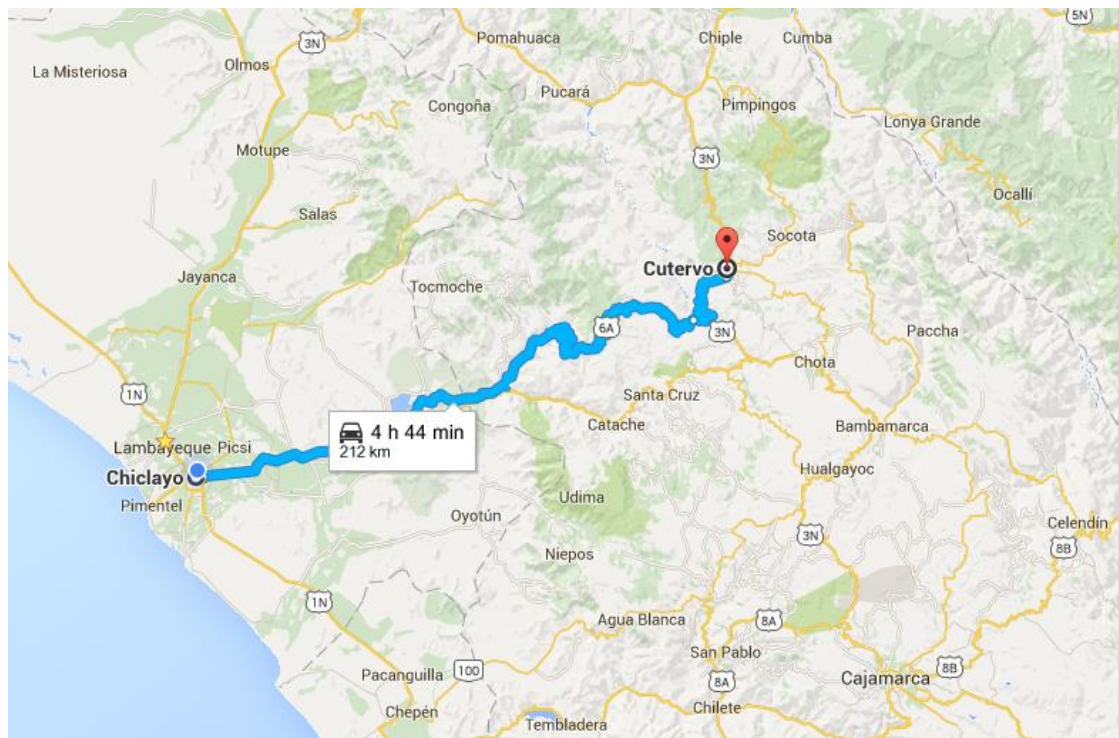 5N
Pomahuaca
Chiple
Cumba
3N
Olmos
La Misteriosa
Pucará
Congoña
Pimpingos
Lonya Grande
Motupe
3N
Ocallí
Salas
Socota
Cutervo
Jayanca
Tocmoche
6A
3N
Paccha
Chota
1N
Santa Cruz
4 h 44 min
212 km
Catache
Bambamarca
Lambayeque
Picsi
Chiclayo
Hualgayoc
Pimentel
Udima
Oyotún
Celendín
3N
8B
Niepos
1N
Agua Blanca
8A
San Pablo
100
8B
Pacanguilla
8A
Cajamarca
Chepén
Chilete
Tembladera